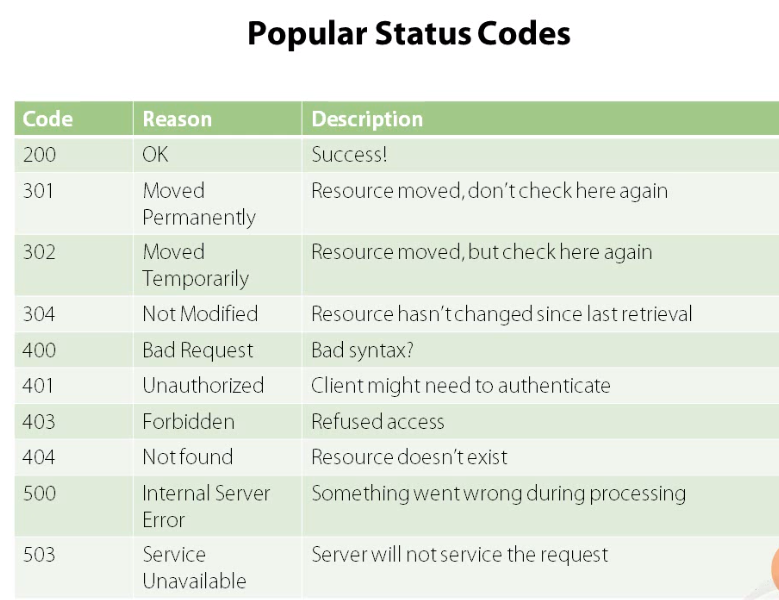 Popular Status Codes
Code Reason Description
200 OK Success!
301 Moved Permanently Resource moved, don't check here again
302 Moved Temporarily Resource moved, but check here again
304 Not Modified Resource hasn't changed since last retrieval
400 Bad Request Bad syntax?
401 Unauthorized Client might need to authenticate
403 Forbidden Refused access
404 Not found Resource doesn't exist
500 Internal Server Error Something went wrong during processing
503 Service Unavailable Server will not service the request